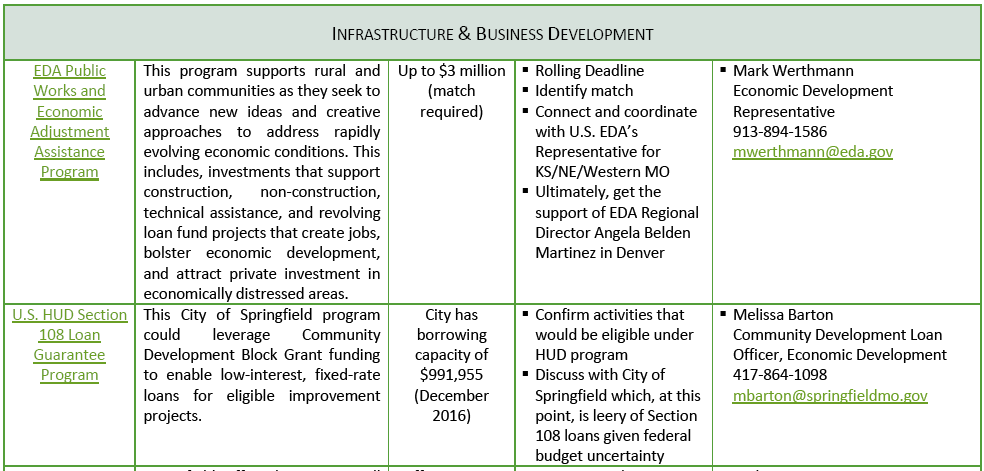 INFRASTRUCTURE & BUSINESS DEVELOPMENT
EDA Public
Works and
Economic
Adjustment
Assistance
Program
This program supports rural and
urban communities as they seek to
advance new ideas and creative
approaches to address rapidly
evolving economic conditions. This
includes, investments that support
construction, non-construction,
technical assistance, and revolving
loan fund projects that create jobs,
bolster economic development,
and attract private investment in
economically distressed areas.
Up to $3 million
(match
required)
▪ Rolling Deadline
▪ Identify match
▪ Connect and coordinate
with U.S. EDA's
Representative for
KS/NE/Western MO
▪ Ultimately, get the
support of EDA Regional
Director Angela Belden
Martinez in Denver
▪ Mark Werthmann
Economic Development
Representative
913-894-1586
mwerthmann@eda.gov
U.S. HUD Section
108 Loan
Guarantee
Program
This City of Springfield program
could leverage Community
Development Block Grant funding
to enable low-interest, fixed-rate
loans for eligible improvement
projects.
City has
borrowing
capacity of
$991,955
(December
2016)
▪ Confirm activities that
would be eligible under
HUD program
▪ Discuss with City of
Springfield which, at this
point, is leery of Section
108 loans given federal
budget uncertainty
▪ Melissa Barton
Community Development Loan
Officer, Economic Development
417-864-1098
mbarton@springfieldmo.gov